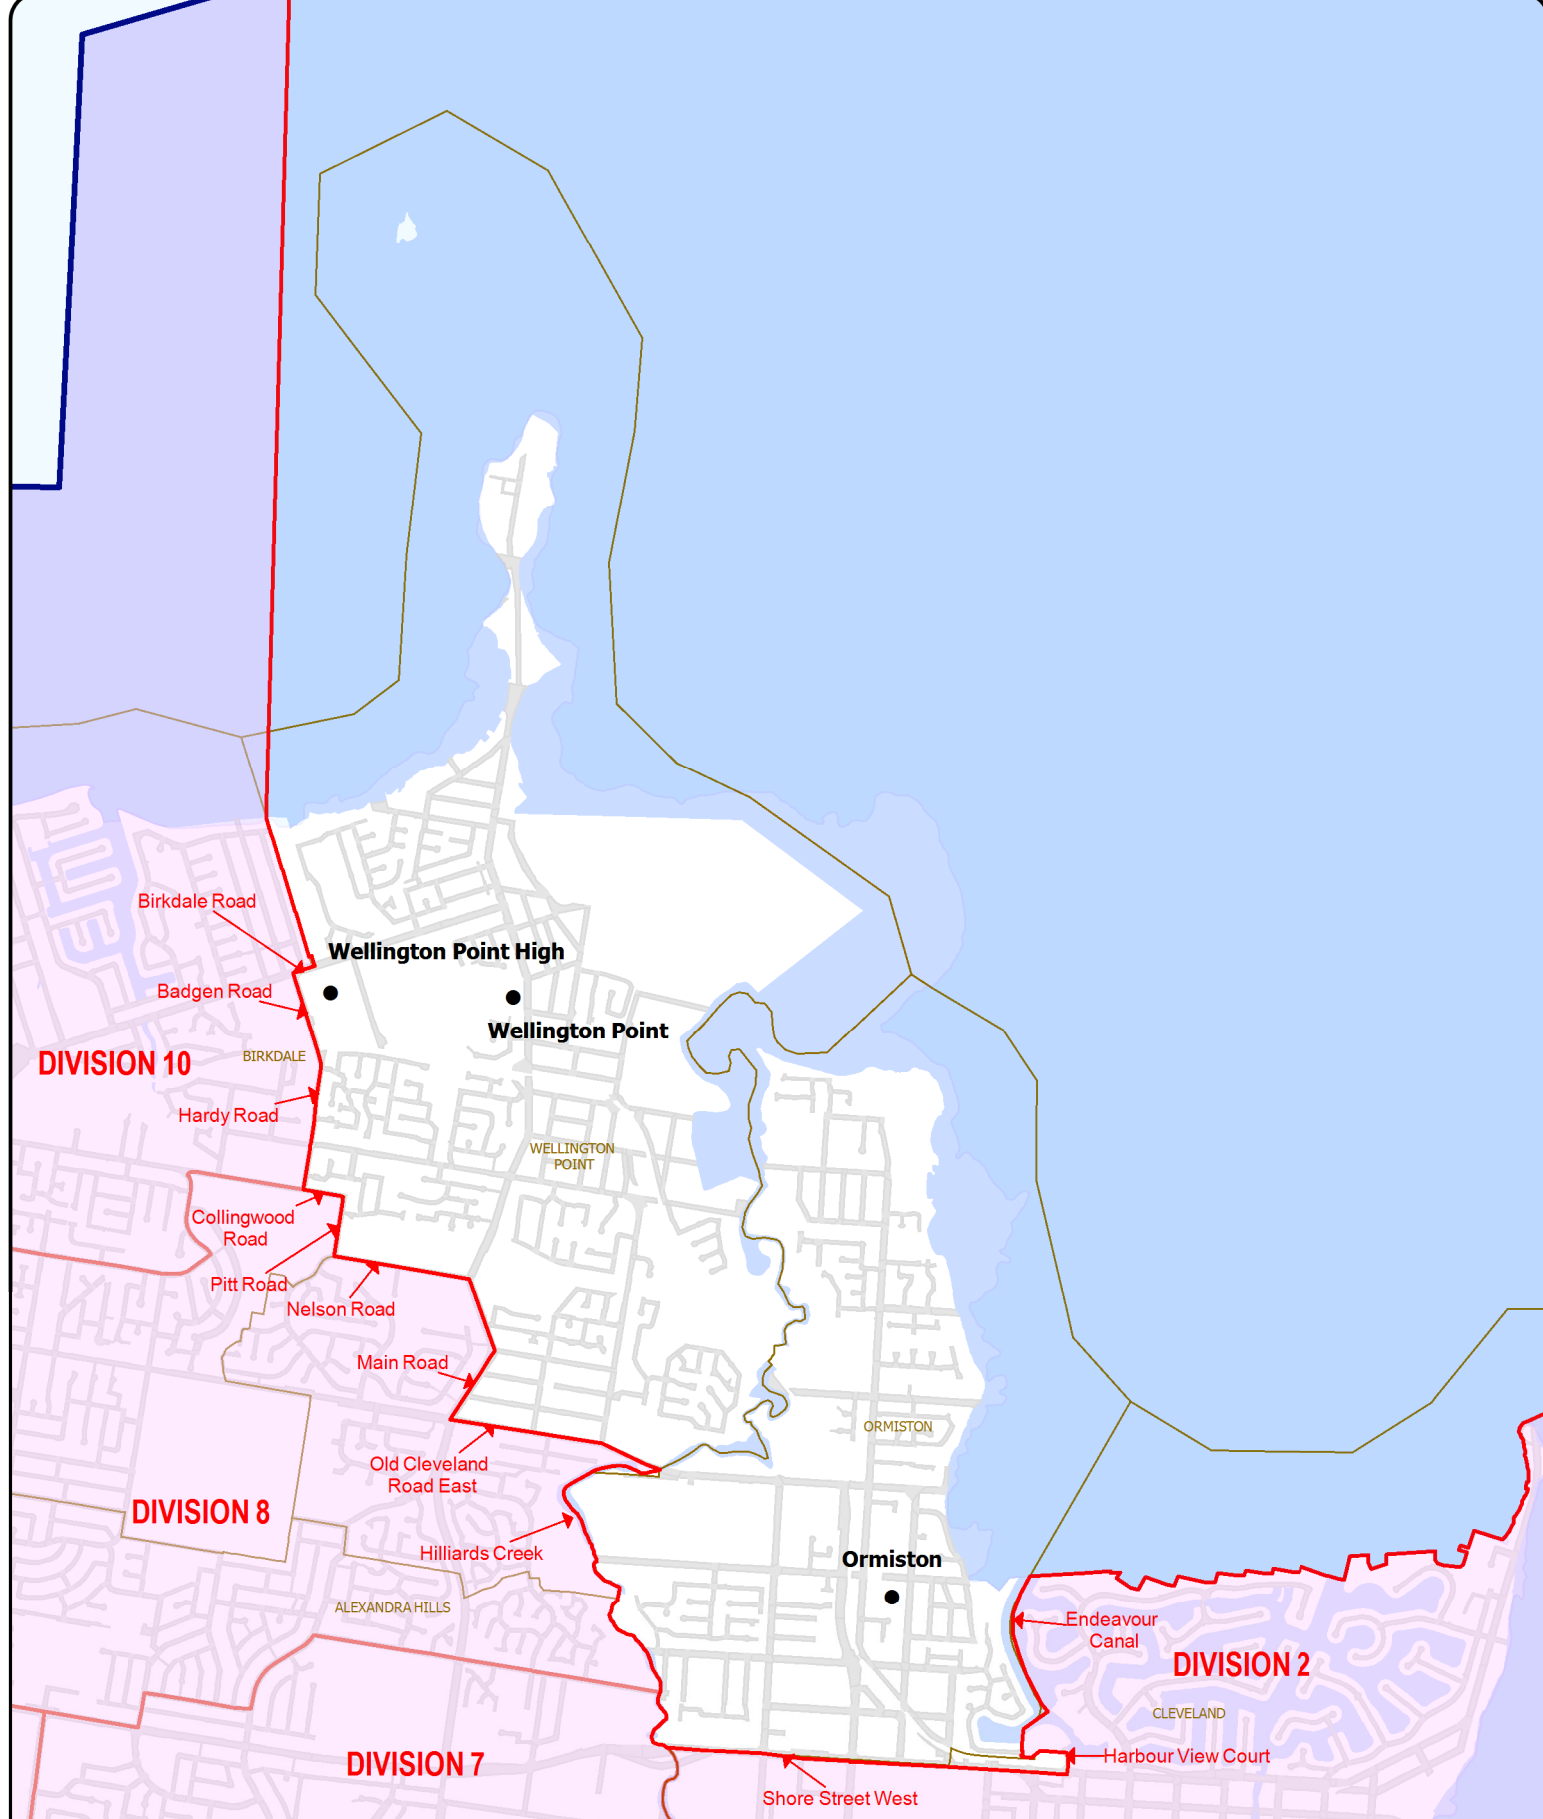 Birkdale Road
Wellington Point High
Badgen Road
Wellington Point
DIVISION 10
BIRKDALE
Hardy Road
WELLINGTON
POINT
Collingwood
Road
Pitt Road
Nelson Road
Main Road
ORMISTON
Old Cleveland
Road East
DIVISION 8
Hilliards Creek
Ormiston
ALEXANDRA HILLS
Endeavour
Canal
DIVISION 2
CLEVELAND
Harbour View Court
DIVISION 7
Shore Street West